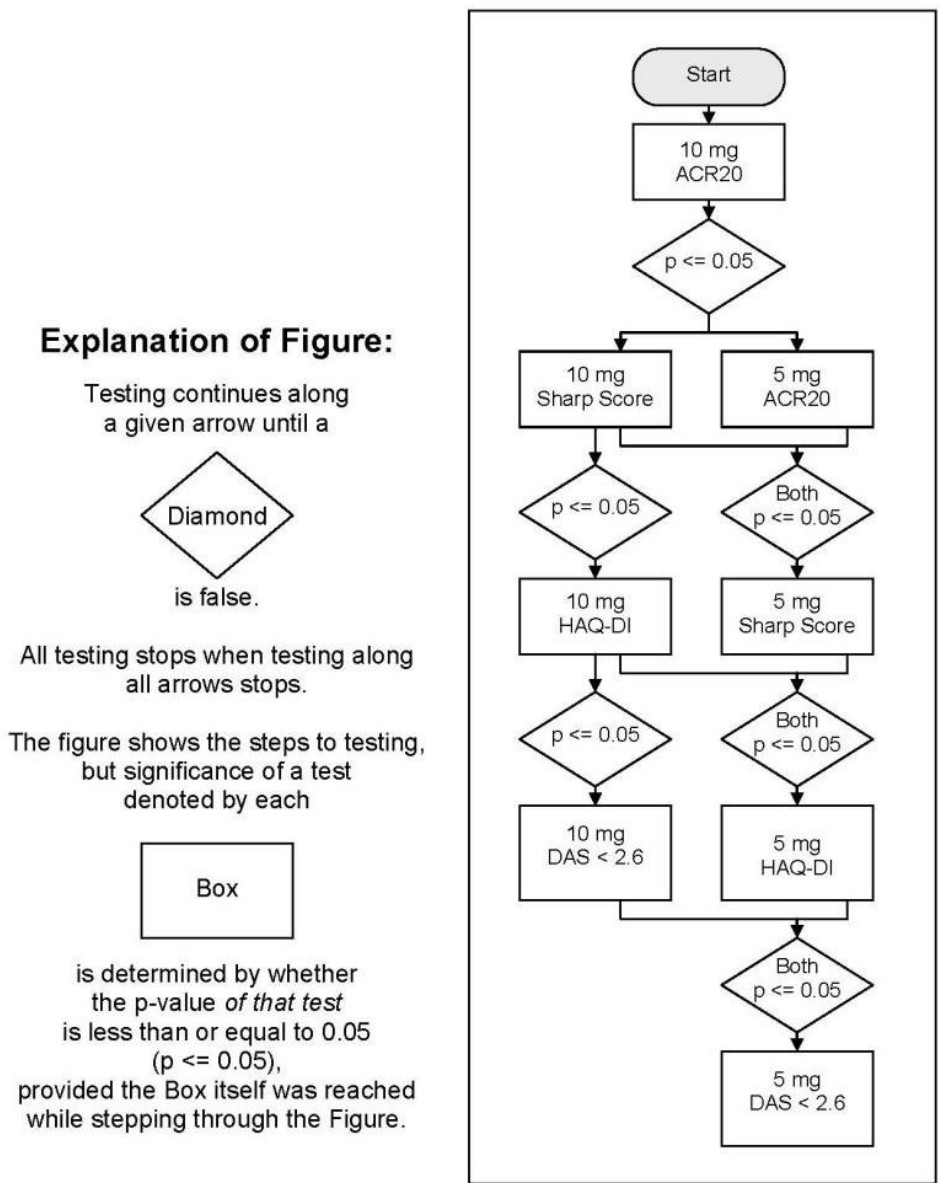 Explanation of Figure:
Testing continues along
a given arrow until a
Diamond
is false.
All testing stops when testing along
all arrows stops.
The figure shows the steps to testing,
but significance of a test
denoted by each
Box
is determined by whether
the p-value of that test
is less than or equal to 0.05
(p <= 0.05),
provided the Box itself was reached
while stepping through the Figure.
Start
10 mg
ACR20
p <= 0.05
10 mg
Sharp Score
5 mg
ACR20
p <= 0.05
Both
p <= 0.05
10 mg
HAQ-DI
5 mg
Sharp Score
p <= 0.05
Both
p <= 0.05
10 mg
DAS < 2.6
5 mg
HAQ-DI
Both
p <= 0.05
5 mg
DAS < 2.6